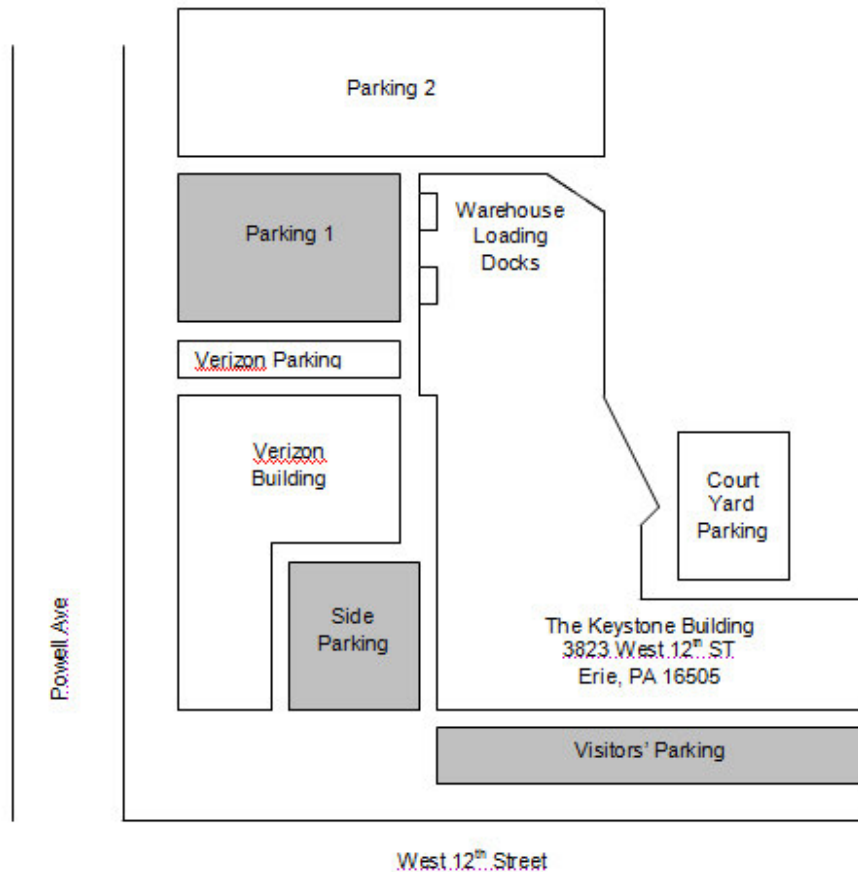 Parking 2
Parking 1
Warehouse
Loading
Docks
Verizon Parking
Verizon
Building
Court
Yard
Parking
Side
Parking
The Keystone Building
3823 West 12th ST
Erie, PA 16505
Powell Ave
Visitors' Parking
West 12th Street